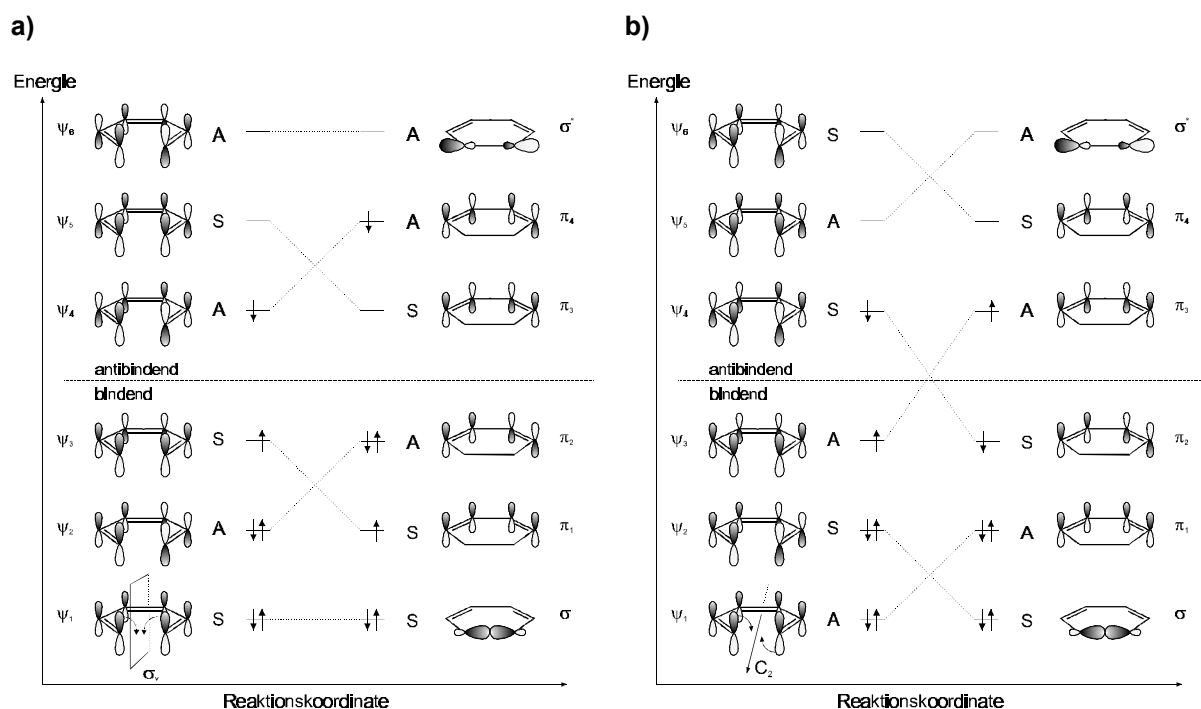 a)
Energie
ψ6 A A σ*
ψ5 S A π4
ψ4 A S π3
antibindend
bindend
ψ3 S A π2
ψ2 A S π1
ψ1 S S σ
σv
Reaktionskoordinate
b)
Energie
ψ6 S A σ*
ψ5 A S π4
ψ4 S A π3
antibindend
bindend
ψ3 A S π2
ψ2 S A π1
ψ1 A S σ
C2
Reaktionskoordinate